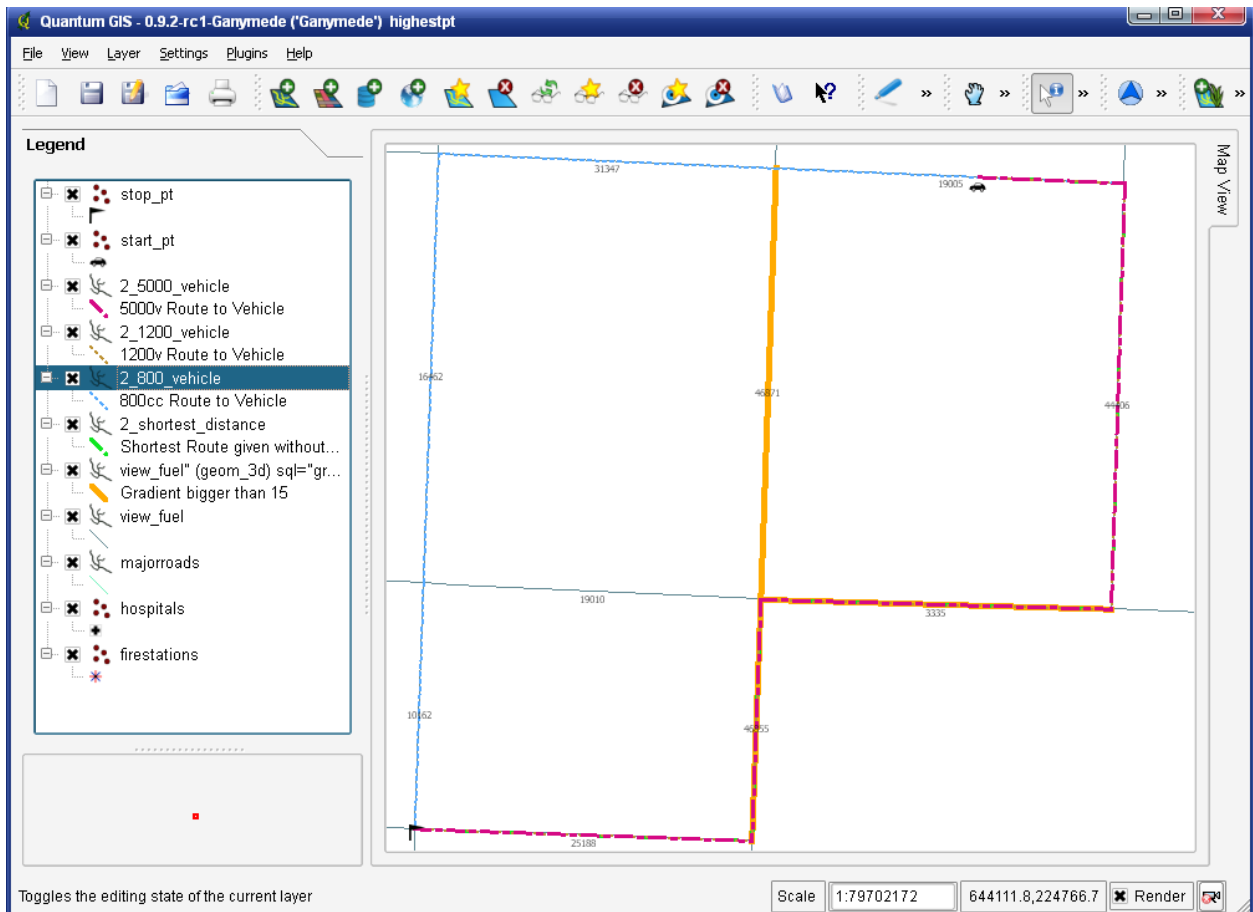 Quantum GIS - 0.9.2-rc1-Ganymede ('Ganymede') highestpt
File View Layer Settings Plugins Help
Legend
stop_pt
start_pt
2_5000_vehicle
5000v Route to Vehicle
2_1200_vehicle
1200v Route to Vehicle
2_800_vehicle
800cc Route to Vehicle
2_shortest_distance
Shortest Route given without...
view_fuel" (geom_3d) sql="gr...
Gradient bigger than 15
view_fuel
majorroads
hospitals
firestations
Map View
31347
19005
16462
46871
19010
3335
10162
25188
Toggles the editing state of the current layer
Scale 1:79702172 644111.8,224766.7 Render